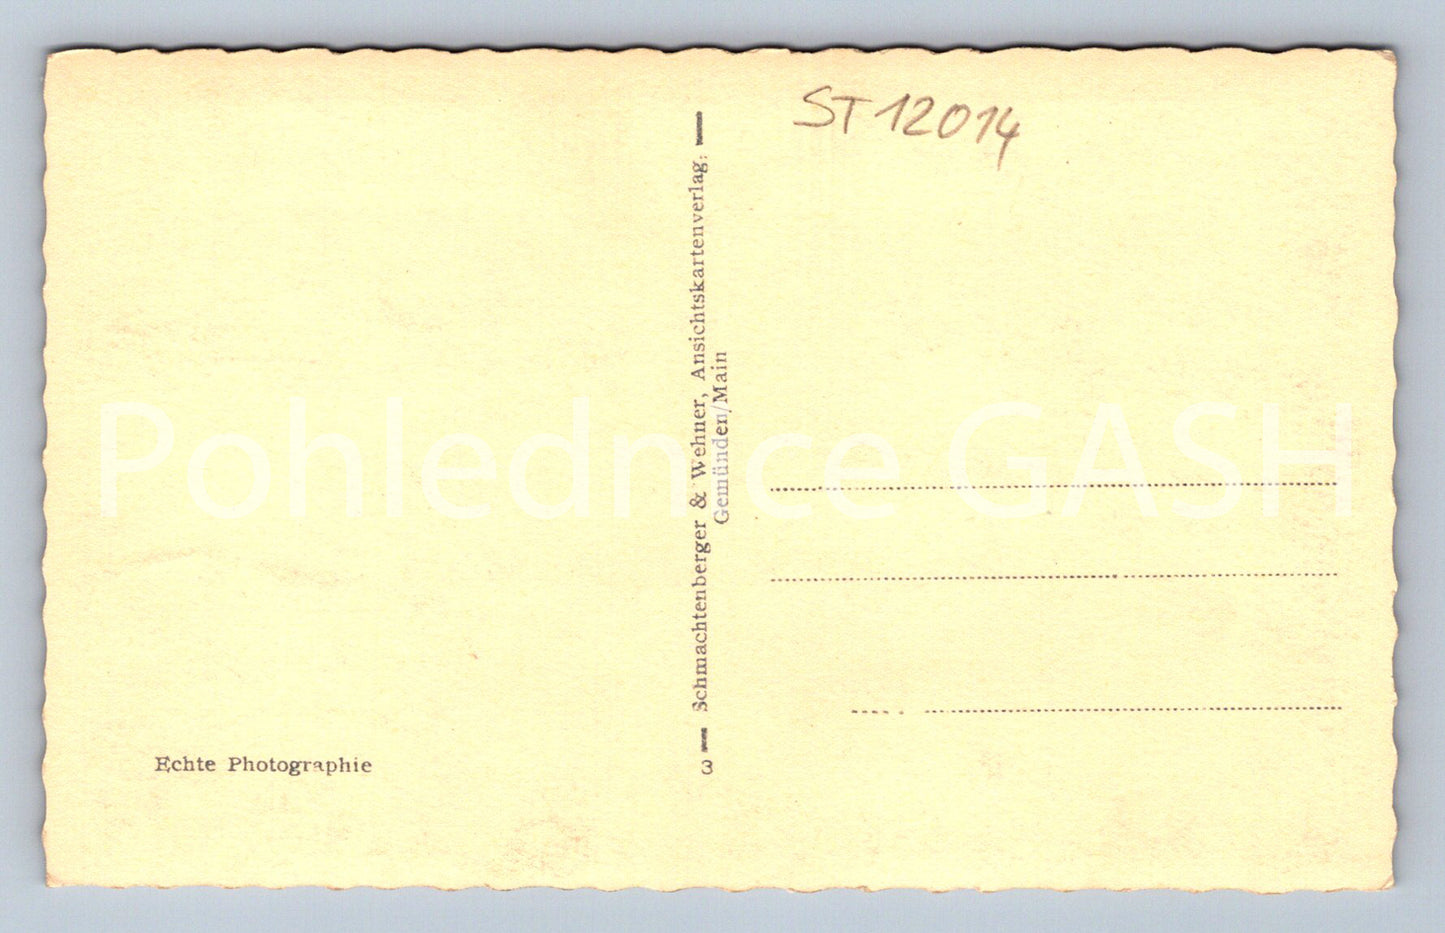 ST 12014
Schmachtenberger & Wehner, Ansichtskartenverlag,
Gemünden/Main
Pohlednice GASH
Echte Photographie
3